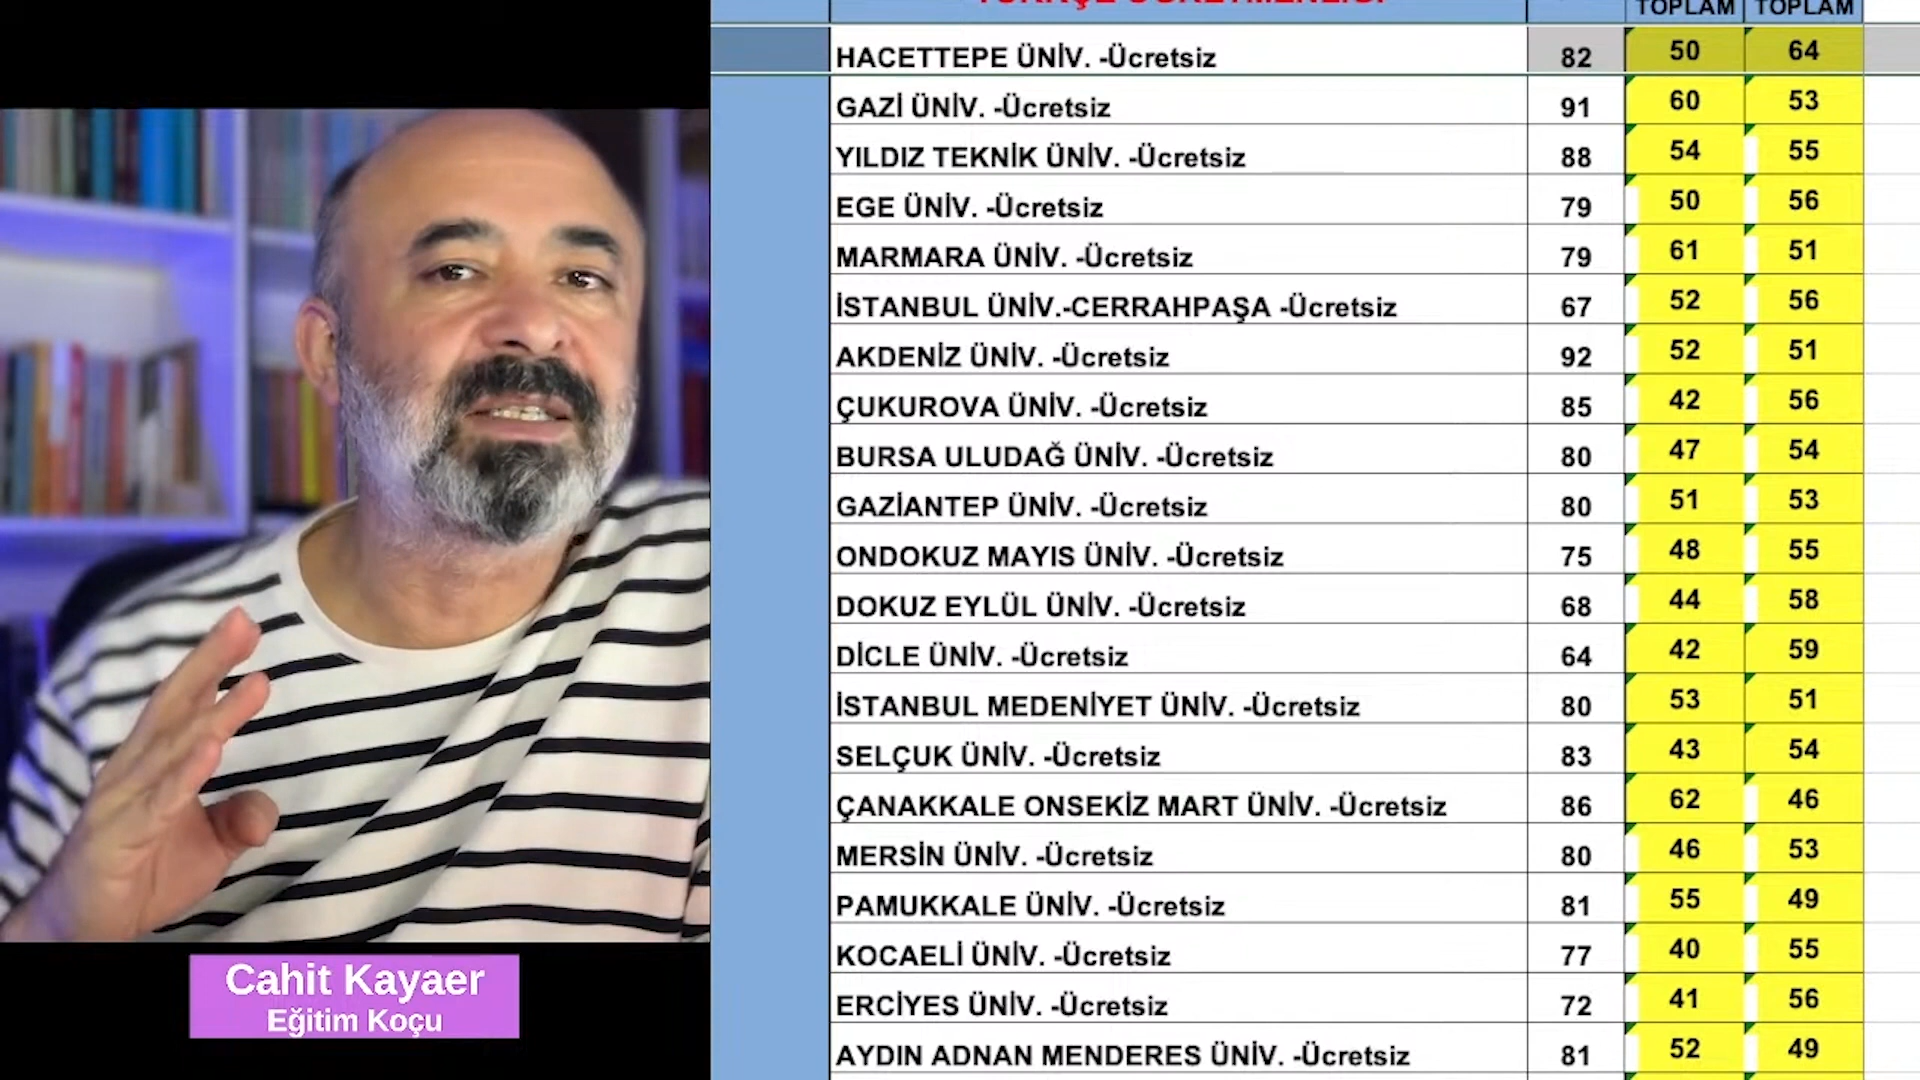 TÜRKÇE ÖĞRETMENLİĞİ
TOPLAM TOPLAM
HACETTEPE ÜNİV. -Ücretsiz 82 50 64
GAZİ ÜNİV. -Ücretsiz 91 60 53
YILDIZ TEKNİK ÜNİV. -Ücretsiz 88 54 55
EGE ÜNİV. -Ücretsiz 79 50 56
MARMARA ÜNİV. -Ücretsiz 79 61 51
İSTANBUL ÜNİV.-CERRAHPAŞA -Ücretsiz 67 52 56
AKDENİZ ÜNİV. -Ücretsiz 92 52 51
ÇUKUROVA ÜNİV. -Ücretsiz 85 42 56
BURSA ULUDAĞ ÜNİV. -Ücretsiz 80 47 54
GAZİANTEP ÜNİV. -Ücretsiz 80 51 53
ONDOKUZ MAYIS ÜNİV. -Ücretsiz 75 48 55
DOKUZ EYLÜL ÜNİV. -Ücretsiz 68 44 58
DİCLE ÜNİV. -Ücretsiz 64 42 59
İSTANBUL MEDENİYET ÜNİV. -Ücretsiz 80 53 51
SELÇUK ÜNİV. -Ücretsiz 83 43 54
ÇANAKKALE ONSEKİZ MART ÜNİV. -Ücretsiz 86 62 46
MERSİN ÜNİV. -Ücretsiz 80 46 53
PAMUKKALE ÜNİV. -Ücretsiz 81 55 49
KOCAELİ ÜNİV. -Ücretsiz 77 40 55
ERCİYES ÜNİV. -Ücretsiz 72 41 56
AYDIN ADNAN MENDERES ÜNİV. -Ücretsiz 81 52 49
Cahit Kayaer
Eğitim Koçu